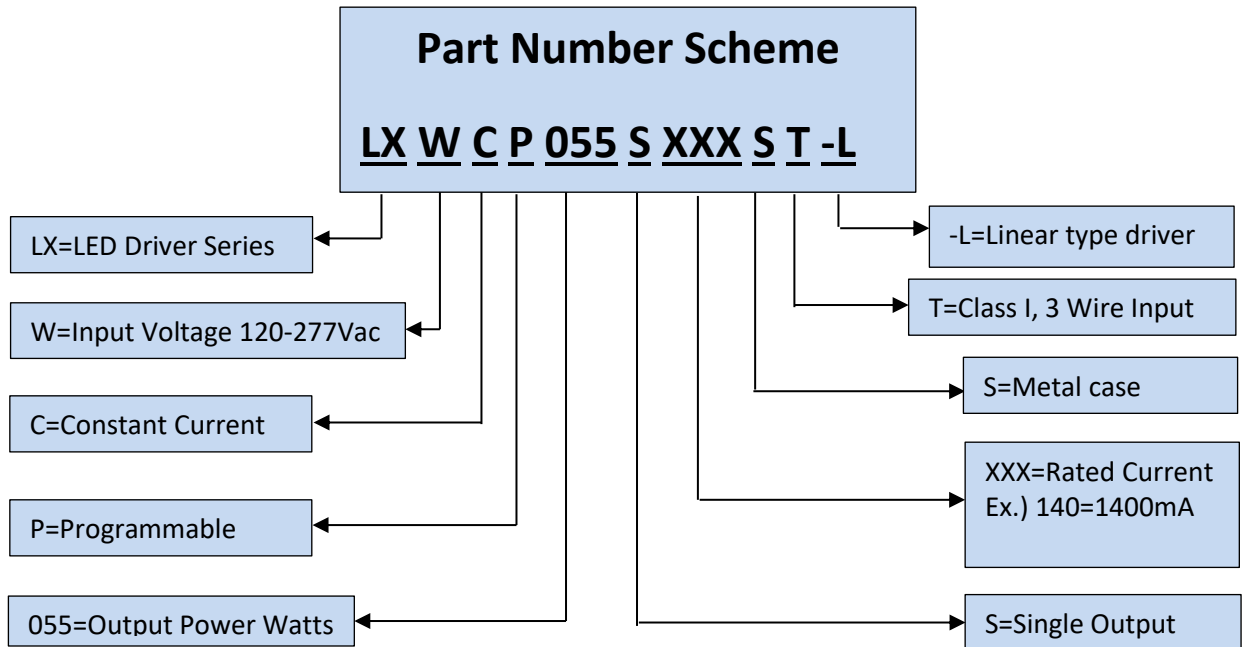 Part Number Scheme
LX W C P 055 S XXX S T -L
LX=LED Driver Series
W=Input Voltage 120-277Vac
C=Constant Current
P=Programmable
055=Output Power Watts
-L=Linear type driver
T=Class I, 3 Wire Input
S=Metal case
XXX=Rated Current
Ex.) 140=1400mA
S=Single Output